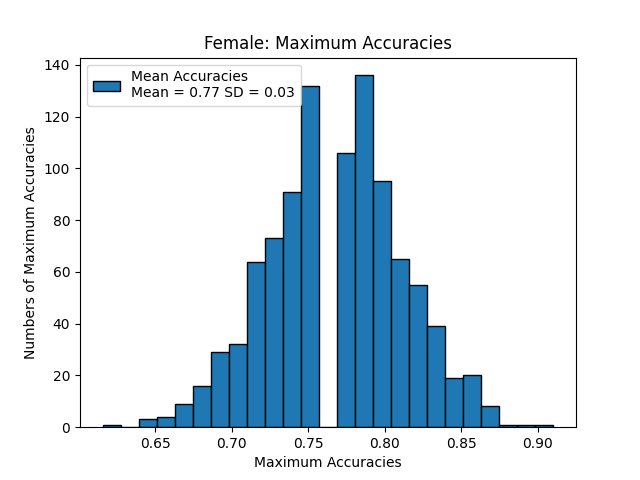 Female: Maximum Accuracies
Mean Accuracies
Mean = 0.77 SD = 0.03
Numbers of Maximum Accuracies
140
120
100
80
60
40
20
0
0.65 0.70 0.75 0.80 0.85 0.90
Maximum Accuracies